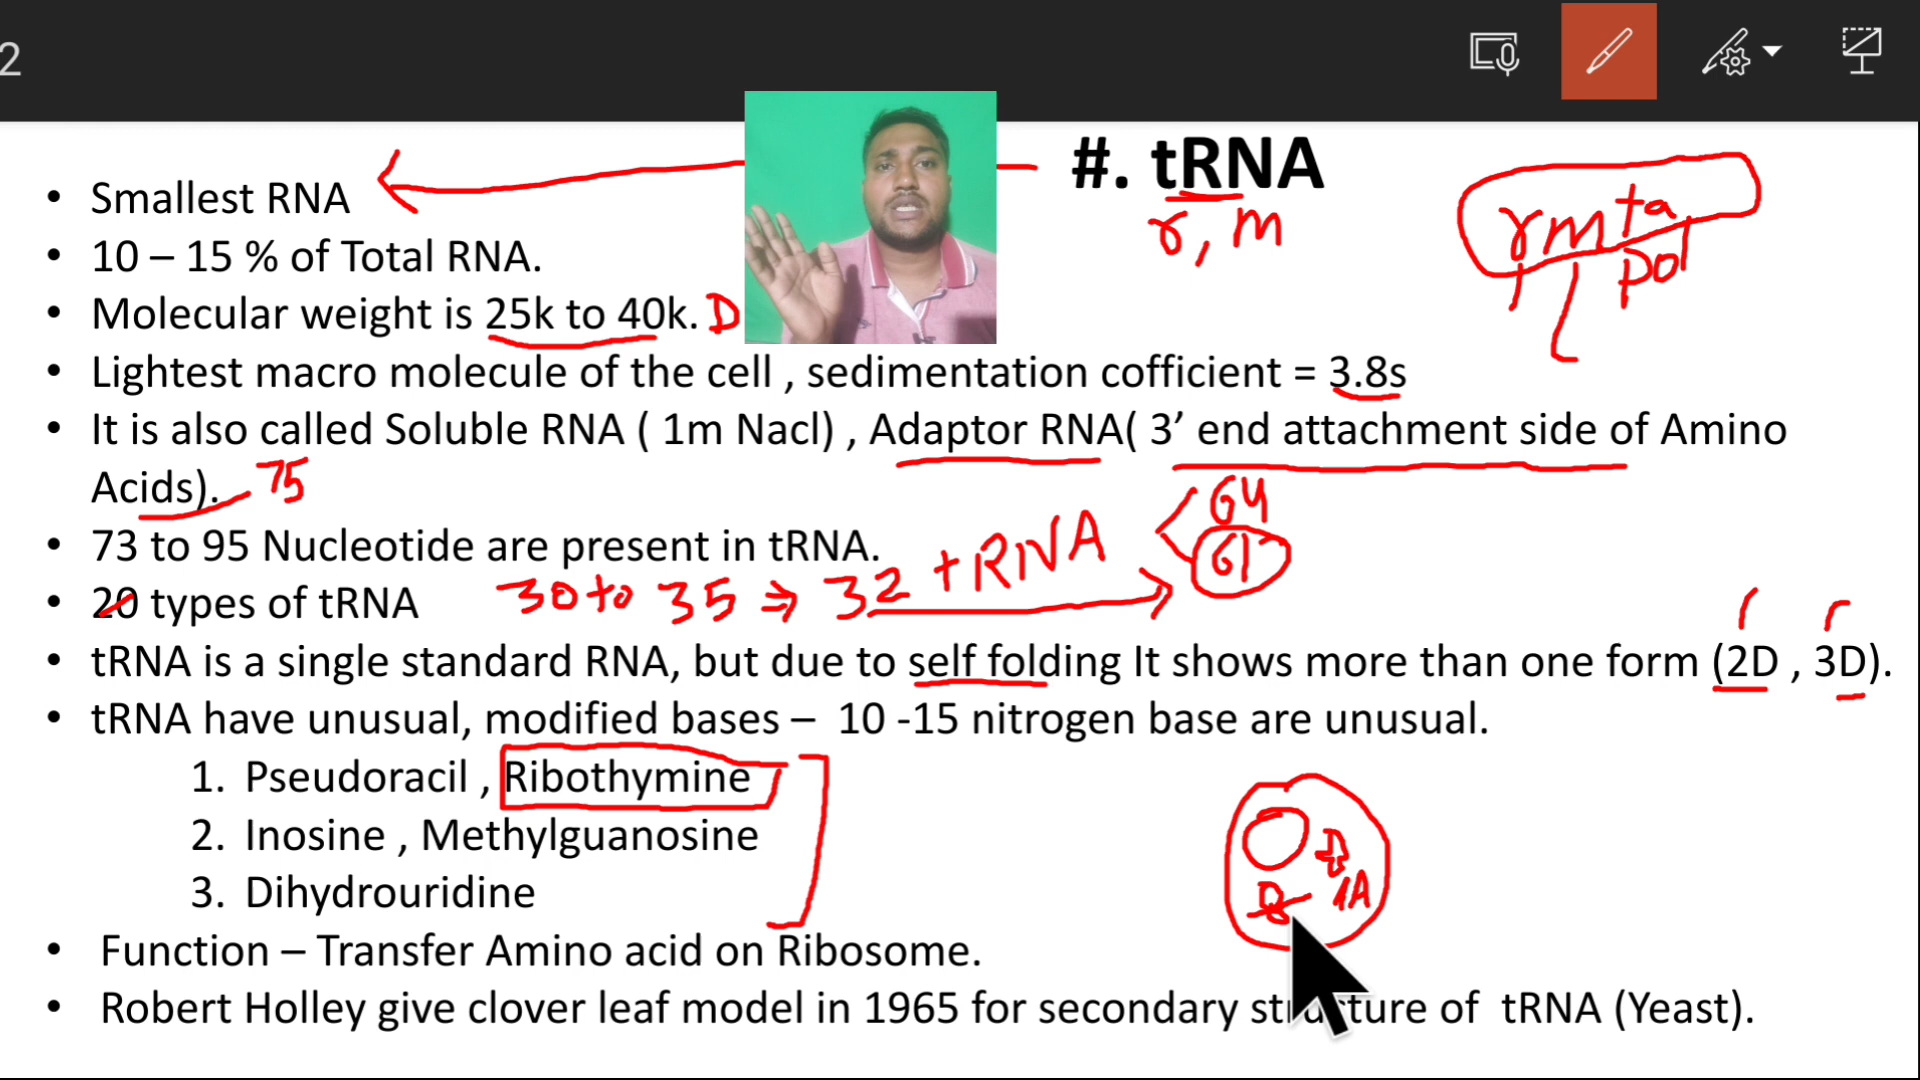 2
#. tRNA
r, m
rmta
pol
• Smallest RNA
• 10 – 15 % of Total RNA.
• Molecular weight is 25k to 40k. D
• Lightest macro molecule of the cell , sedimentation cofficient = 3.8s
• It is also called Soluble RNA ( 1m Nacl) , Adaptor RNA( 3’ end attachment side of Amino
Acids). 75
64
61
• 73 to 95 Nucleotide are present in tRNA.
• 20 types of tRNA 30 to 35 ⇒ 32 tRNA
• tRNA is a single standard RNA, but due to self folding It shows more than one form (2D , 3D).
• tRNA have unusual, modified bases – 10 -15 nitrogen base are unusual.
1. Pseudoracil , Ribothymine
2. Inosine , Methylguanosine
3. Dihydrouridine
• Function – Transfer Amino acid on Ribosome.
• Robert Holley give clover leaf model in 1965 for secondary structure of tRNA (Yeast).